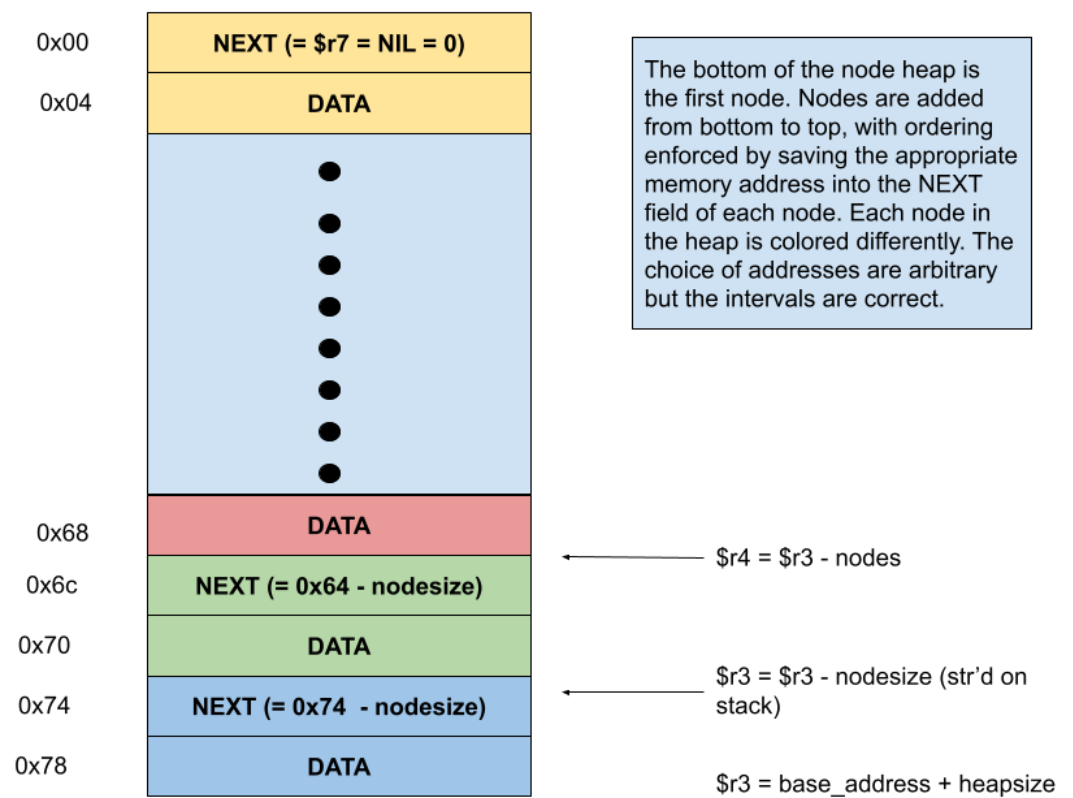 0x00
NEXT (= $r7 = NIL = 0)
0x04
DATA
The bottom of the node heap is
the first node. Nodes are added
from bottom to top, with ordering
enforced by saving the appropriate
memory address into the NEXT
field of each node. Each node in
the heap is colored differently. The
choice of addresses are arbitrary
but the intervals are correct.
0x68
DATA
$r4 = $r3 - nodes
0x6c
NEXT (= 0x64 - nodesize)
0x70
DATA
$r3 = $r3 - nodesize (str'd on
stack)
0x74
NEXT (= 0x74  - nodesize)
0x78
DATA
$r3 = base_address + heapsize